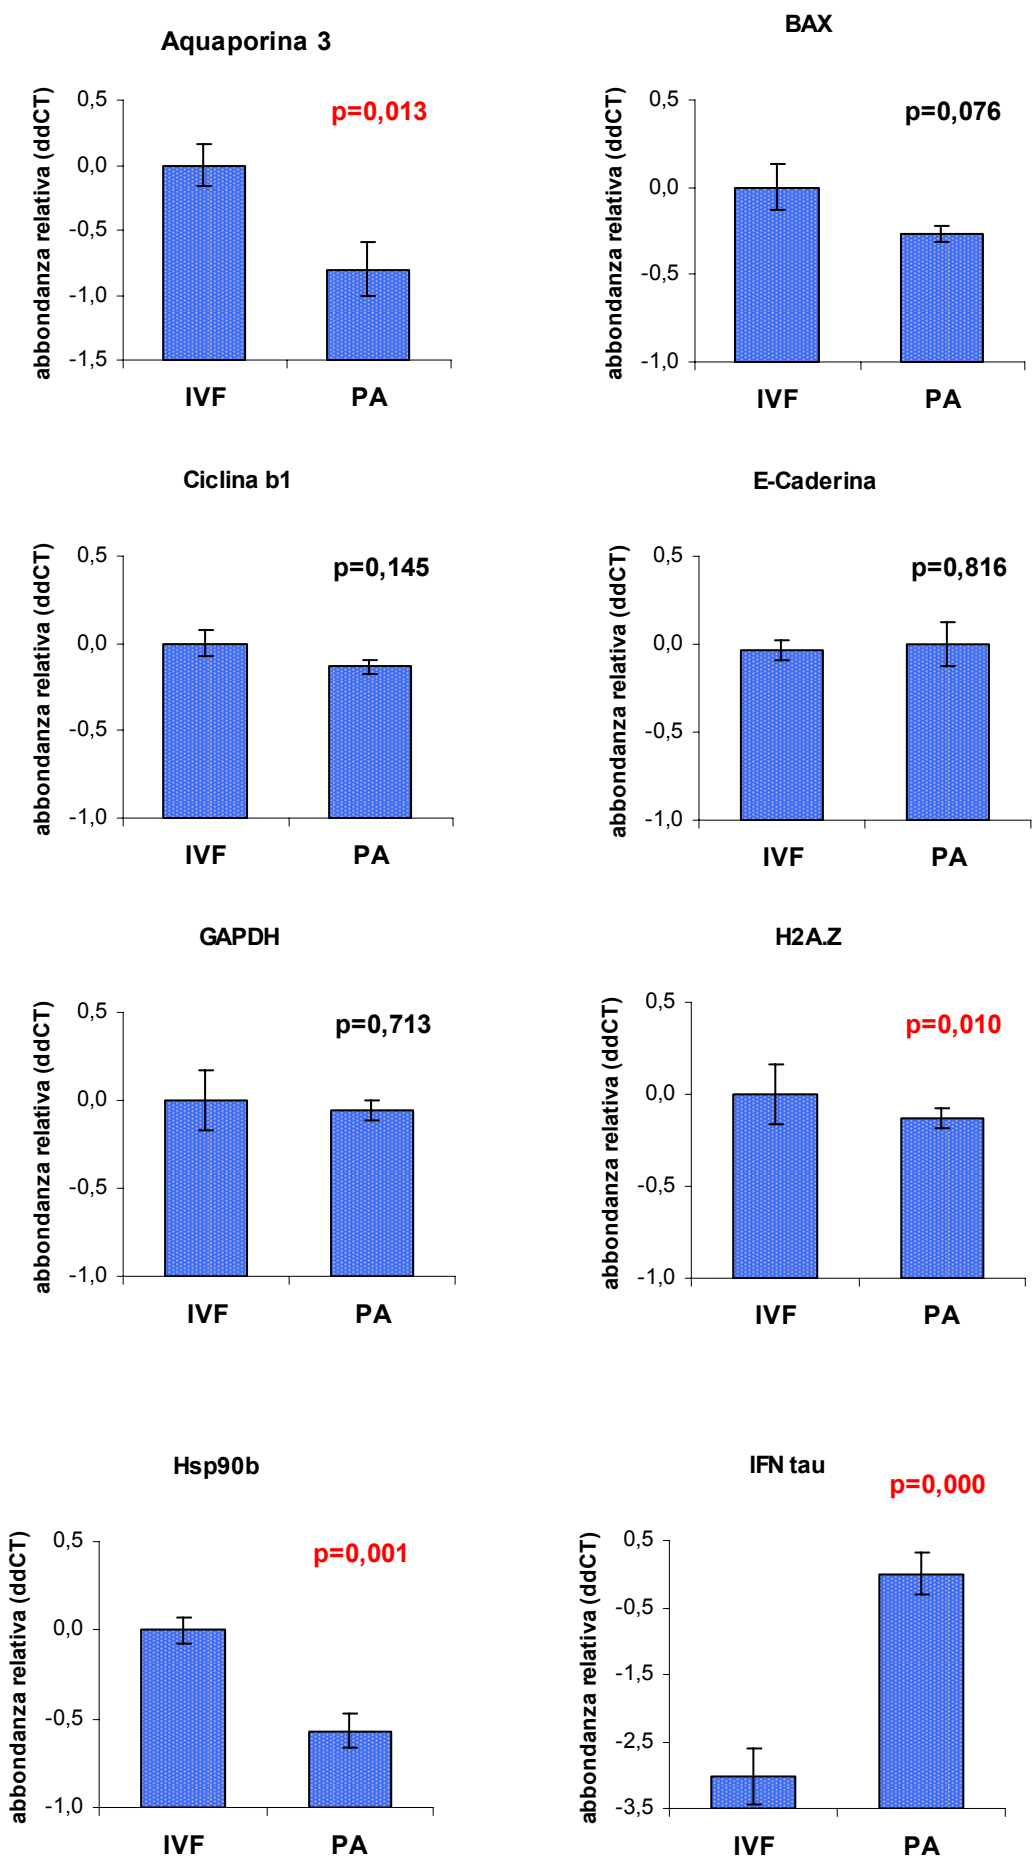 Aquaporina 3
abbondanza relativa (ddCT)
0,5
0,0
-0,5
-1,0
-1,5
p=0,013
IVF
PA
BAX
abbondanza relativa (ddCT)
0,5
0,0
-0,5
-1,0
p=0,076
IVF
PA
Ciclina b1
abbondanza relativa (ddCT)
0,5
0,0
-0,5
-1,0
p=0,145
IVF
PA
E-Caderina
abbondanza relativa (ddCT)
0,5
0,0
-0,5
-1,0
p=0,816
IVF
PA
GAPDH
abbondanza relativa (ddCT)
0,5
0,0
-0,5
-1,0
p=0,713
IVF
PA
H2A.Z
abbondanza relativa (ddCT)
0,5
0,0
-0,5
-1,0
p=0,010
IVF
PA
Hsp90b
abbondanza relativa (ddCT)
0,5
0,0
-0,5
-1,0
p=0,001
IVF
PA
IFN tau
abbondanza relativa (ddCT)
0,5
-0,5
-1,5
-2,5
-3,5
p=0,000
IVF
PA